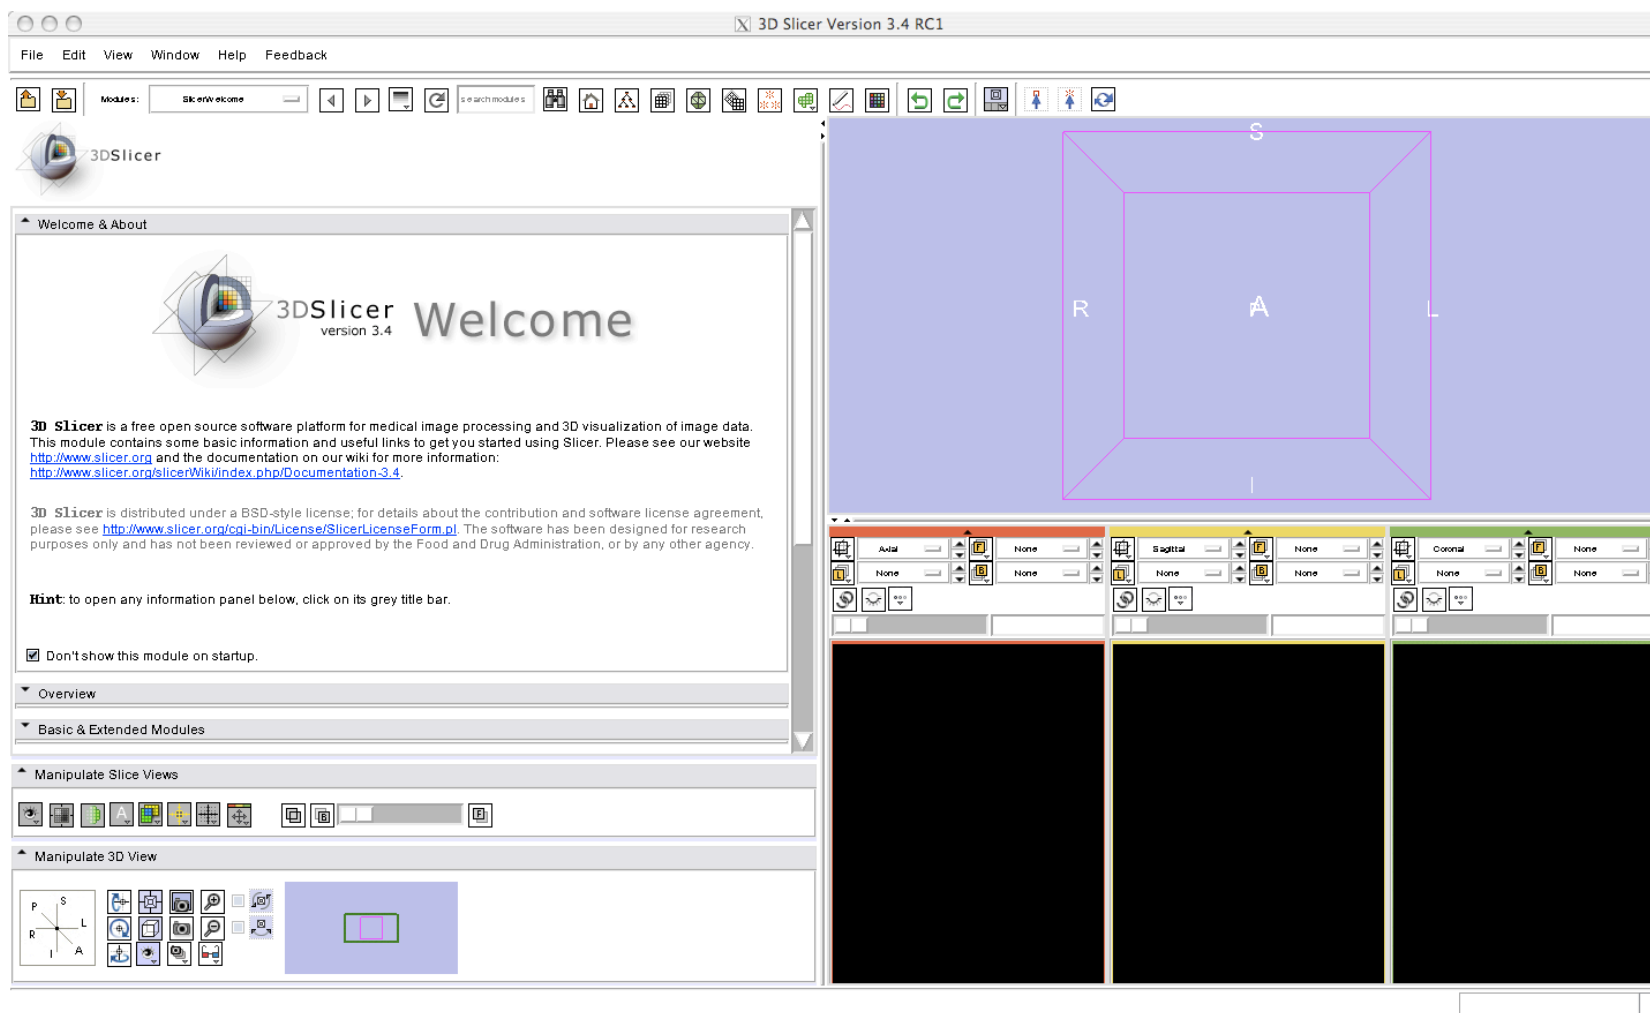 3D Slicer Version 3.4 RC1
File Edit View Window Help Feedback
Modules: SlicerWelcome search modules
3DSlicer
Welcome & About
3DSlicer Welcome
version 3.4
3D Slicer is a free open source software platform for medical image processing and 3D visualization of image data.
This module contains some basic information and useful links to get you started using Slicer. Please see our website
http://www.slicer.org and the documentation on our wiki for more information:
http://www.slicer.org/slicerWiki/index.php/Documentation-3.4.
3D Slicer is distributed under a BSD-style license; for details about the contribution and software license agreement,
please see http://www.slicer.org/cgi-bin/License/SlicerLicenseForm.pl. The software has been designed for research
purposes only and has not been reviewed or approved by the Food and Drug Administration, or by any other agency.
Hint: to open any information panel below, click on its grey title bar.
Don't show this module on startup.
Overview
Basic & Extended Modules
Manipulate Slice Views
A B F
Manipulate 3D View
P S
L
R
I A
S
R A L
I
Axial F None Sagittal F None Coronal F None
L None B None L None B None L None B None